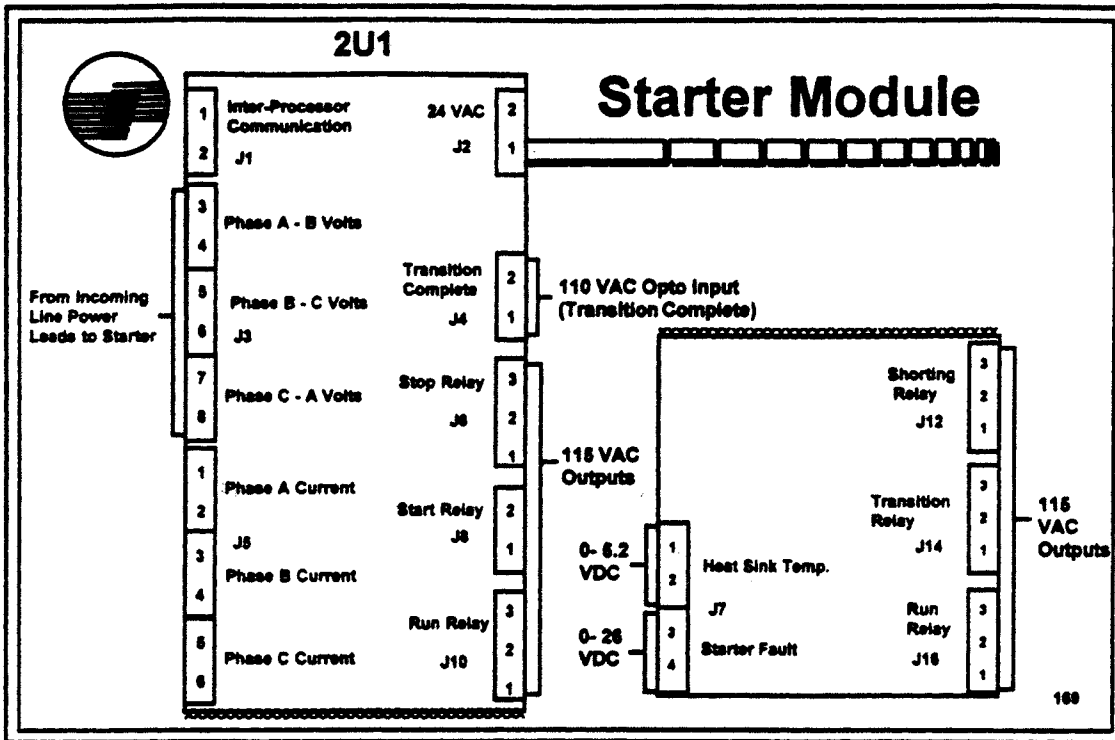 2U1
Starter Module
1
2
Inter-Processor
Communication
J1
24 VAC
J2
2
1
3
4
Phase A - B Volts
5
6
Phase B - C Volts
J3
7
8
Phase C - A Volts
From Incoming
Line Power
Leads to Starter
Transition
Complete
J4
2
1
110 VAC Opto Input
(Transition Complete)
Stop Relay
J6
3
2
1
115 VAC
Outputs
1
2
Phase A Current
J5
3
4
Phase B Current
5
6
Phase C Current
Start Relay
J8
2
1
Run Relay
J10
3
2
1
0- 5.2
VDC
1
2
Heat Sink Temp.
J7
0- 26
VDC
3
4
Starter Fault
Shorting
Relay
J12
3
2
1
Transition
Relay
J14
3
2
1
Run
Relay
J16
3
2
1
115
VAC
Outputs